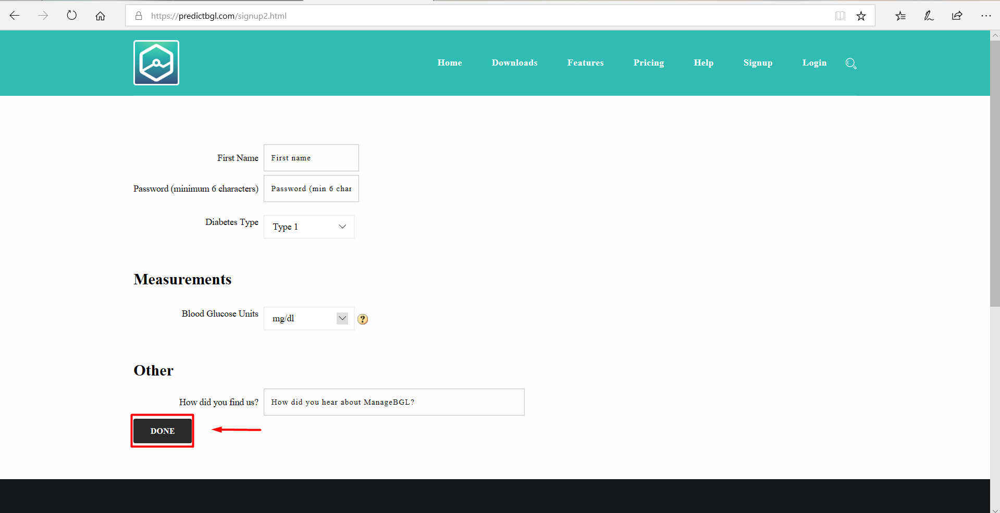 https://predictbgl.com/signup2.html
Home Downloads Features Pricing Help Signup Login
First Name First name
Password (minimum 6 characters) Password (min 6 char
Diabetes Type Type 1
Measurements
Blood Glucose Units mg/dl ?
Other
How did you find us? How did you hear about ManageBGL?
DONE